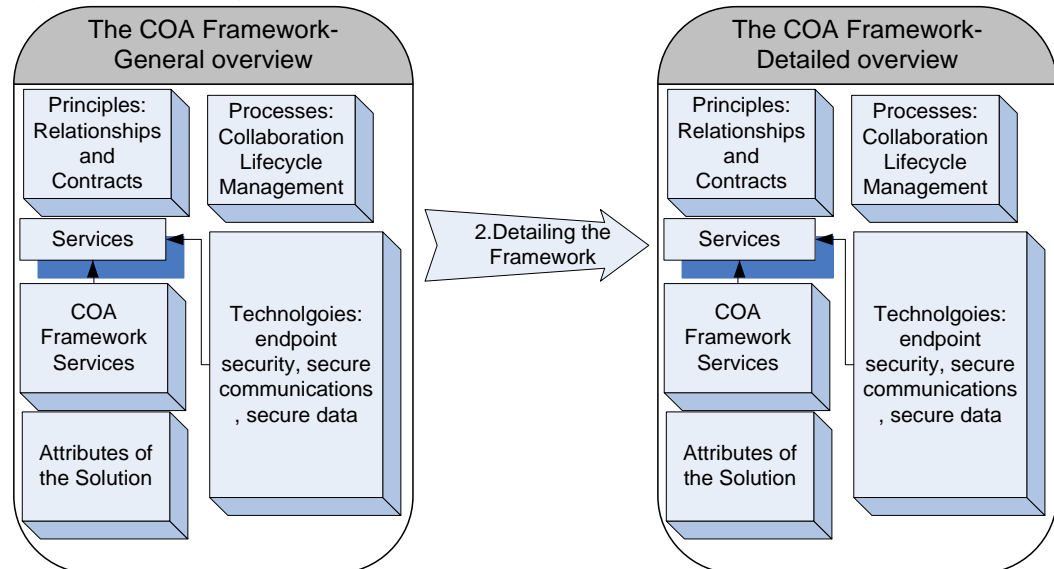 The COA Framework-
General overview
Principles:
Relationships
and
Contracts
Processes:
Collaboration
Lifecycle
Management
Services
COA
Framework
Services
Technolgoies:
endpoint
security, secure
communications
, secure data
Attributes of
the Solution
2.Detailing the
Framework
The COA Framework-
Detailed overview
Principles:
Relationships
and
Contracts
Processes:
Collaboration
Lifecycle
Management
Services
COA
Framework
Services
Technolgoies:
endpoint
security, secure
communications
, secure data
Attributes of
the Solution